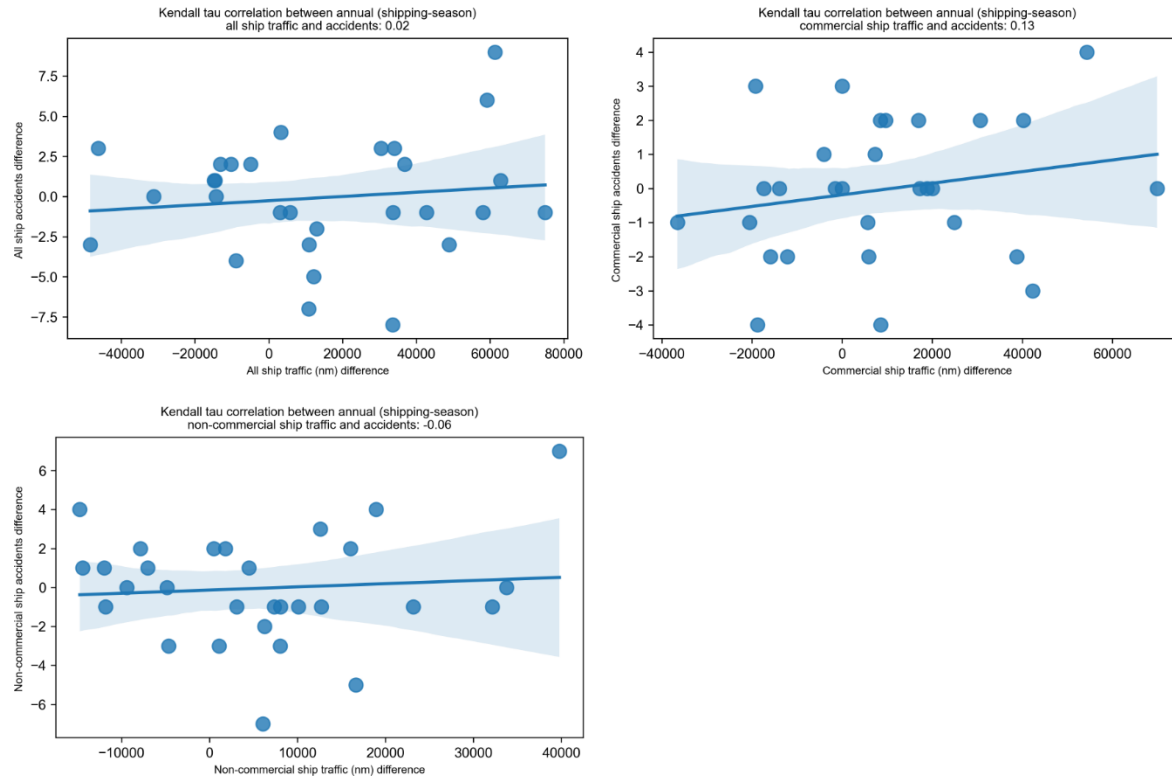 Kendall tau correlation between annual (shipping-season)
all ship traffic and accidents: 0.02
All ship accidents difference
7.5
5.0
2.5
0.0
−2.5
−5.0
−7.5
−40000 −20000 0 20000 40000 60000 80000
All ship traffic (nm) difference
Kendall tau correlation between annual (shipping-season)
commercial ship traffic and accidents: 0.13
Commercial ship accidents difference
4
3
2
1
0
−1
−2
−3
−4
−40000 −20000 0 20000 40000 60000
Commercial ship traffic (nm) difference
Kendall tau correlation between annual (shipping-season)
non-commercial ship traffic and accidents: -0.06
Non-commercial ship accidents difference
6
4
2
0
−2
−4
−6
−10000 0 10000 20000 30000 40000
Non-commercial ship traffic (nm) difference